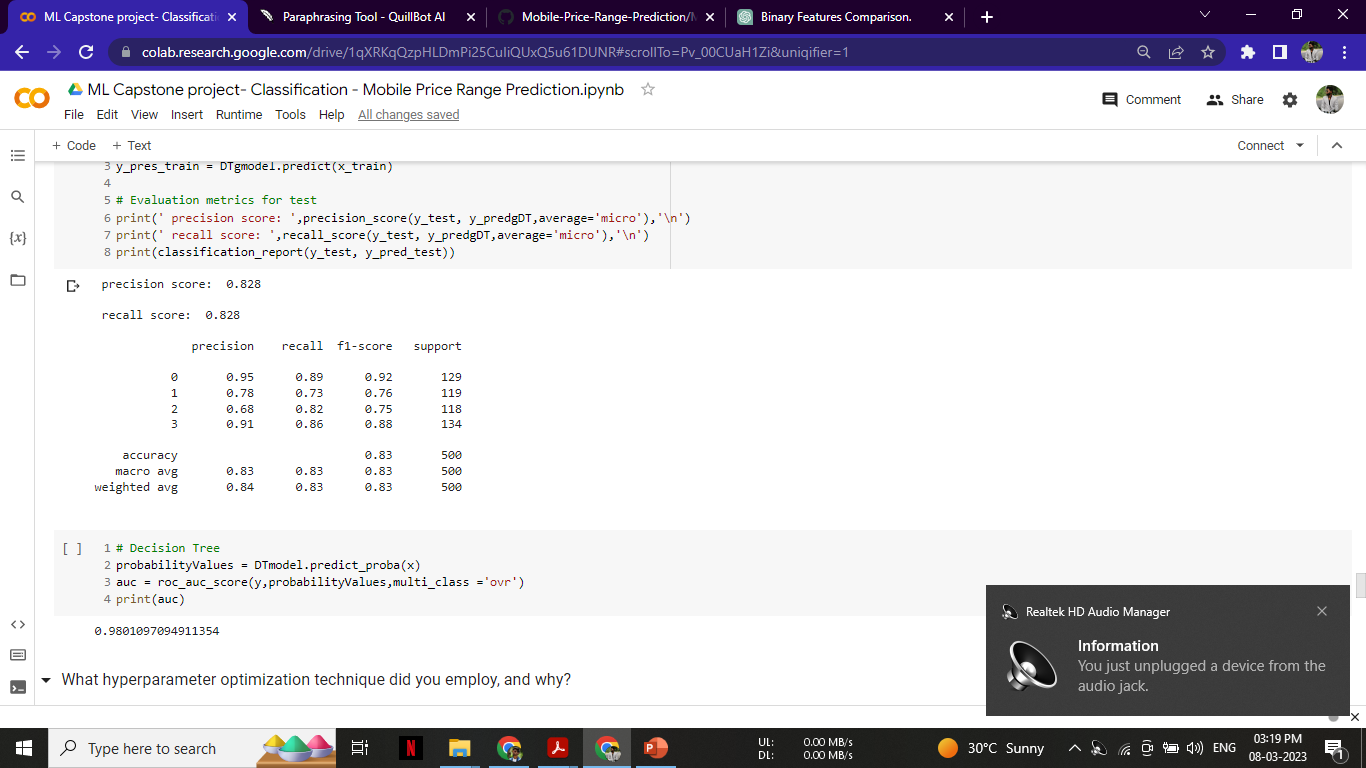 ML Capstone project- Classificati
Paraphrasing Tool - QuillBot AI
Mobile-Price-Range-Prediction/
Binary Features Comparison.
colab.research.google.com/drive/1qXRKqQzpHLDmPi25CuIiQUxQ5u61DUNR#scrollTo=Pv_00CUaH1Zi&uniqifier=1
ML Capstone project- Classification - Mobile Price Range Prediction.ipynb
Comment
Share
File Edit View Insert Runtime Tools Help All changes saved
+ Code + Text
Connect
3 y_pres_train = DTgmodel.predict(x_train)
4
5 # Evaluation metrics for test
6 print(' precision score: ',precision_score(y_test, y_predgDT,average='micro'),'\n')
7 print(' recall score: ',recall_score(y_test, y_predgDT,average='micro'),'\n')
8 print(classification_report(y_test, y_pred_test))
{x}
precision score: 0.828
recall score: 0.828
precision recall f1-score support
0 0.95 0.89 0.92 129
1 0.78 0.73 0.76 119
2 0.68 0.82 0.75 118
3 0.91 0.86 0.88 134
accuracy 0.83 500
macro avg 0.83 0.83 0.83 500
weighted avg 0.84 0.83 0.83 500
[ ] 1 # Decision Tree
2 probabilityValues = DTmodel.predict_proba(x)
3 auc = roc_auc_score(y,probabilityValues,multi_class ='ovr')
4 print(auc)
0.9801097094911354
What hyperparameter optimization technique did you employ, and why?
Realtek HD Audio Manager
Information
You just unplugged a device from the
audio jack.
Type here to search
N
P
UL: 0.00 MB/s
DL: 0.00 MB/s
30°C Sunny
ENG
03:19 PM
08-03-2023
1